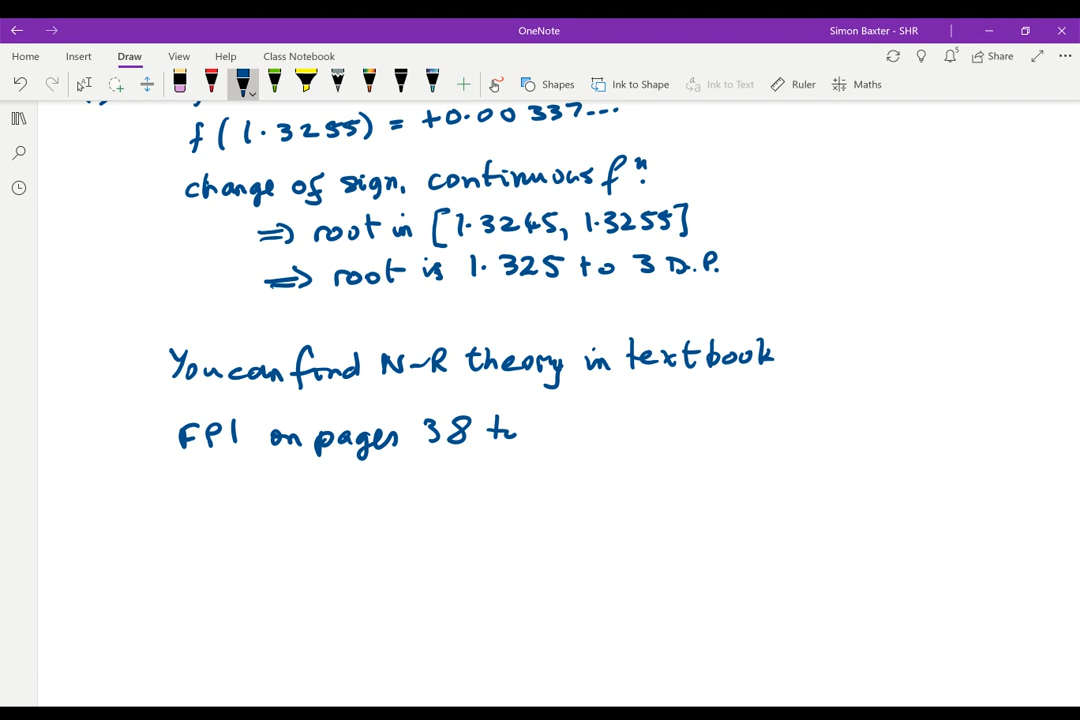 OneNote
Simon Baxter - SHR
Home Insert Draw View Help Class Notebook
5 Share
Shapes Ink to Shape Ink to Text Ruler Maths
f(1.3255) = +0.00337...
change of sign, continuous fⁿ.
⇒ root in [1.3245, 1.3255]
⇒ root is 1.325 to 3 D.P.
You can find N-R theory in textbook
FP1 on pages 38 to